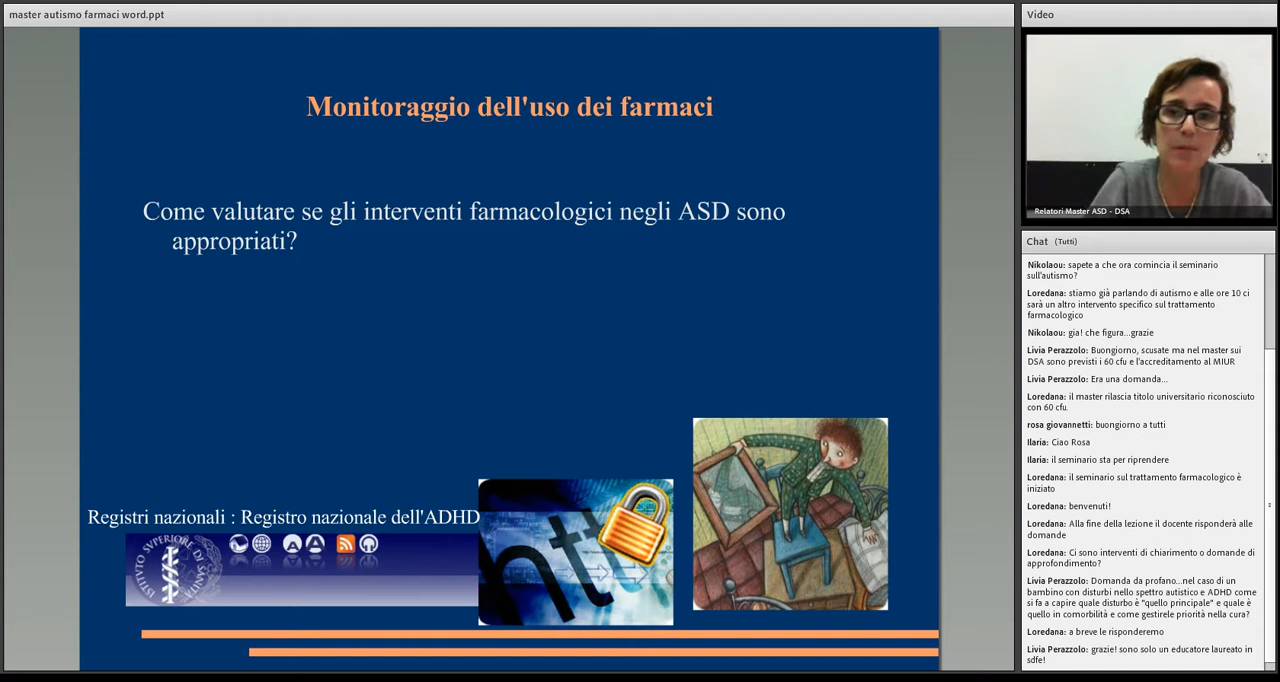 master autismo farmaci word.ppt
Monitoraggio dell'uso dei farmaci
Come valutare se gli interventi farmacologici negli ASD sono
appropriati?
Registri nazionali : Registro nazionale dell'ADHD
ISTITVTO SVPERIORE DI SANITÀ
htt
Video
Relatori Master ASD - DSA
Chat (Tutti)
Nikolaou: sapete a che ora comincia il seminario
sull'autismo?
Loredana: stiamo già parlando di autismo e alle ore 10 ci
sarà un altro intervento specifico sul trattamento
farmacologico
Nikolaou: gia! che figura...grazie
Livia Perazzolo: Buongiorno, scusate ma nel master sui
DSA sono previsti i 60 cfu e l'accreditamento al MIUR
Livia Perazzolo: Era una domanda...
Loredana: il master rilascia titolo universitario riconosciuto
con 60 cfu.
rosa giovannetti: buongiorno a tutti
Ilaria: Ciao Rosa
Ilaria: il seminario sta per riprendere
Loredana: il seminario sul trattamento farmacologico è
iniziato
Loredana: benvenuti!
Loredana: Alla fine della lezione il docente risponderà alle
domande
Loredana: Ci sono interventi di chiarimento o domande di
approfondimento?
Livia Perazzolo: Domanda da profano...nel caso di un
bambino con disturbi nello spettro autistico e ADHD come
si fa a capire quale disturbo è "quello principale" e quale è
quello in comorbilità e come gestirele priorità nella cura?
Loredana: a breve le risponderemo
Livia Perazzolo: grazie! sono solo un educatore laureato in
sdfe!